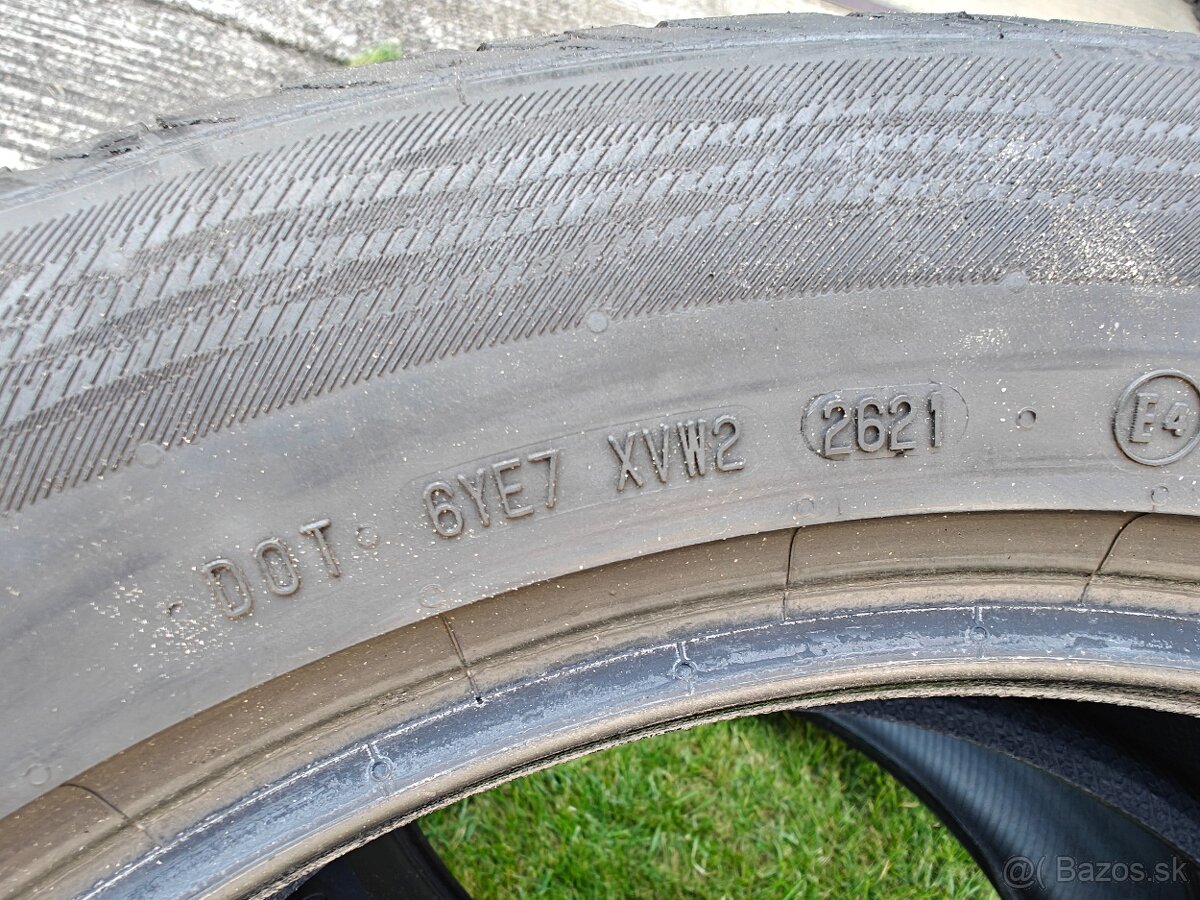 DOT 6YE7 XVW2 2621 E4
@( Bazos.sk